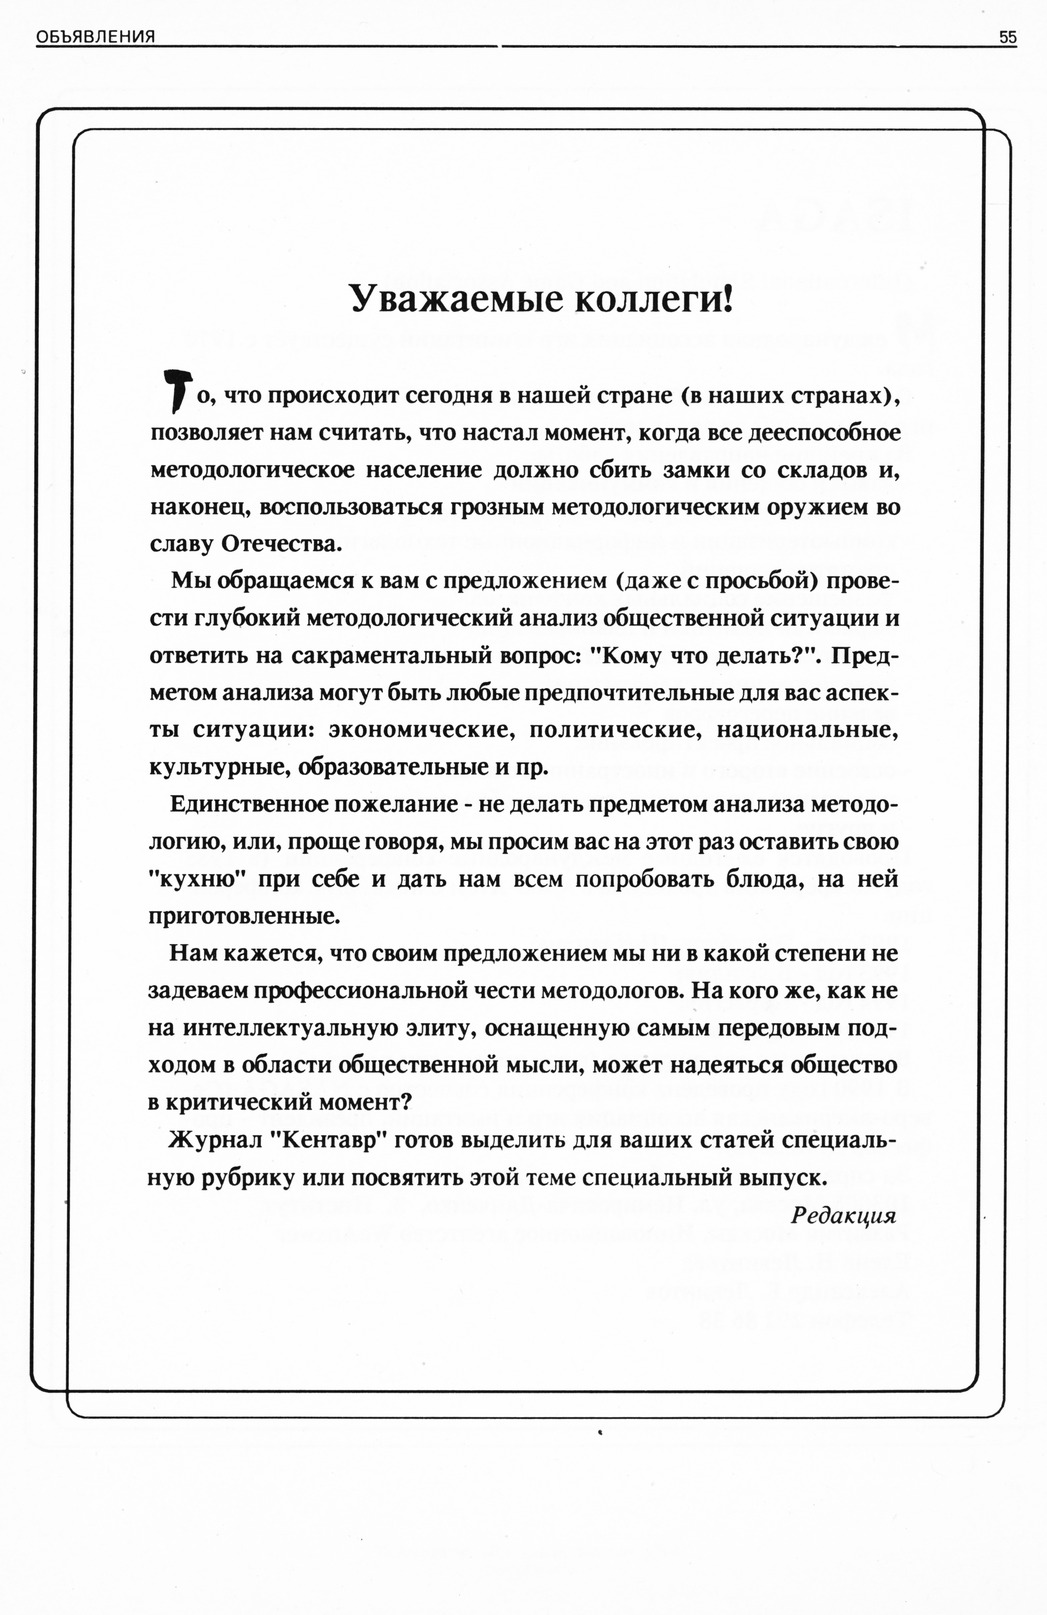 ОБЪЯВЛЕНИЯ 55
Уважаемые коллеги!
То, что происходит сегодня в нашей стране (в наших странах),
позволяет нам считать, что настал момент, когда все дееспособное
методологическое население должно сбить замки со складов и,
наконец, воспользоваться грозным методологическим оружием во
славу Отечества.
Мы обращаемся к вам с предложением (даже с просьбой) прове-
сти глубокий методологический анализ общественной ситуации и
ответить на сакраментальный вопрос: "Кому что делать?". Пред-
метом анализа могут быть любые предпочтительные для вас аспек-
ты ситуации: экономические, политические, национальные,
культурные, образовательные и пр.
Единственное пожелание - не делать предметом анализа методо-
логию, или, проще говоря, мы просим вас на этот раз оставить свою
"кухню" при себе и дать нам всем попробовать блюда, на ней
приготовленные.
Нам кажется, что своим предложением мы ни в какой степени не
задеваем профессиональной чести методологов. На кого же, как не
на интеллектуальную элиту, оснащенную самым передовым под-
ходом в области общественной мысли, может надеяться общество
в критический момент?
Журнал "Кентавр" готов выделить для ваших статей специаль-
ную рубрику или посвятить этой теме специальный выпуск.
Редакция